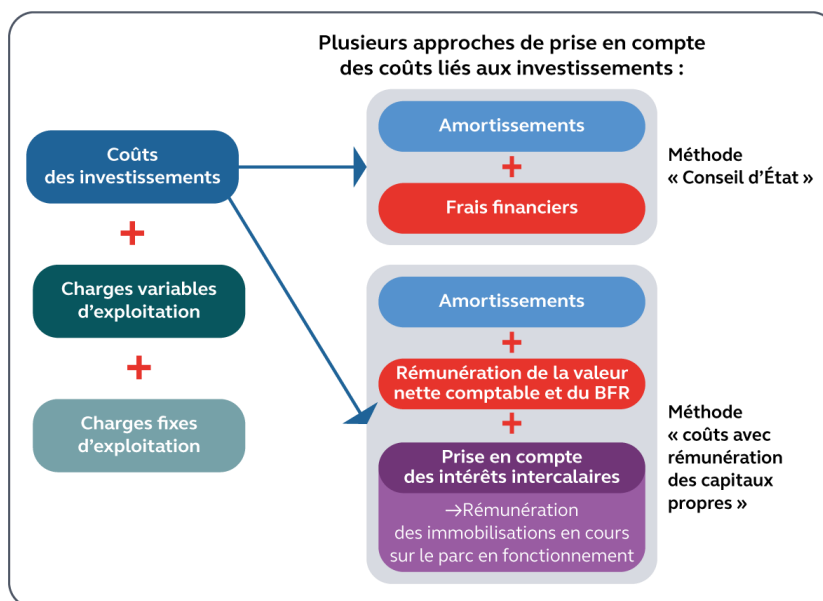 Plusieurs approches de prise en compte
des coûts liés aux investissements :
Coûts
des investissements
+
Charges variables
d'exploitation
+
Charges fixes
d'exploitation
Amortissements
+
Frais financiers
Méthode
« Conseil d'État »
Amortissements
+
Rémunération de la valeur
nette comptable et du BFR
+
Prise en compte
des intérêts intercalaires
→Rémunération
des immobilisations en cours
sur le parc en fonctionnement
Méthode
« coûts avec
rémunération
des capitaux
propres »